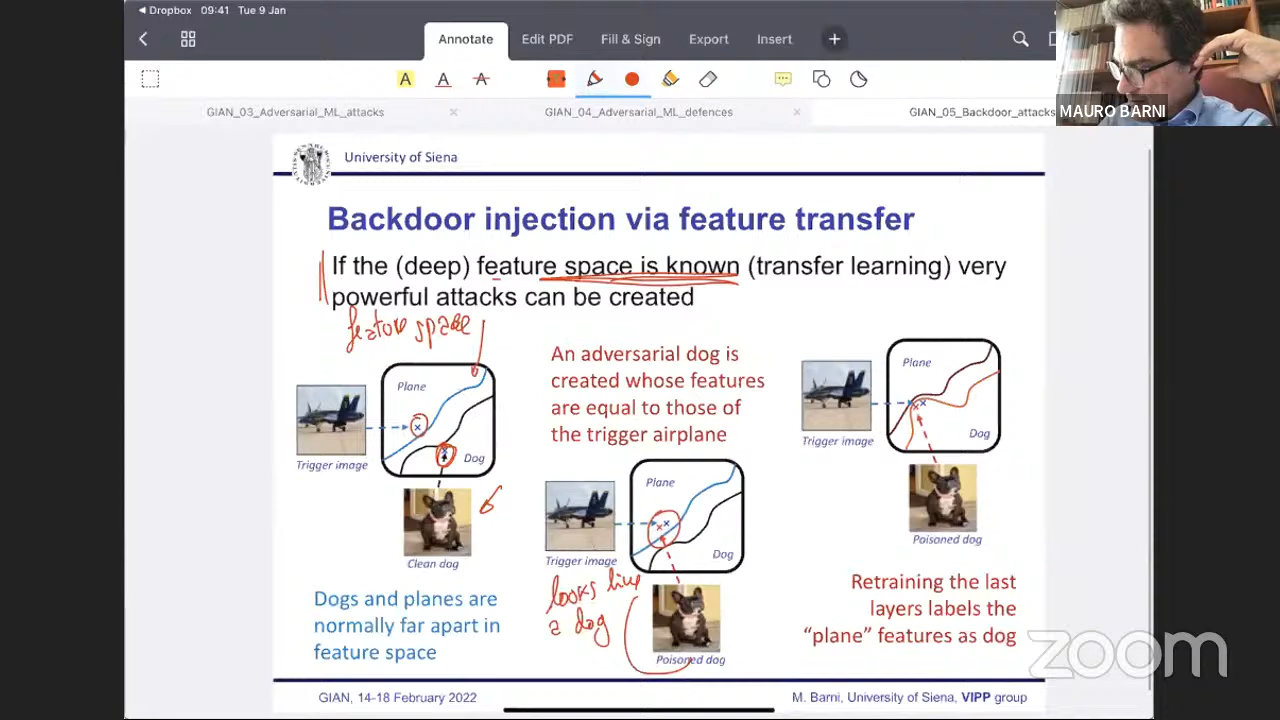 Dropbox 09:41 Tue 9 Jan
Annotate Edit PDF Fill & Sign Export Insert
A A A
GIAN_03_Adversarial_ML_attacks GIAN_04_Adversarial_ML_defences GIAN_05_Backdoor_attacks
MAURO BARNI
University of Siena
Backdoor injection via feature transfer
If the (deep) feature space is known (transfer learning) very
powerful attacks can be created
feature space
Plane
Dog
Trigger image
Clean dog
Dogs and planes are
normally far apart in
feature space
An adversarial dog is
created whose features
are equal to those of
the trigger airplane
Plane
Dog
Trigger image
looks like
a dog
Poisoned dog
Plane
Dog
Trigger image
Poisoned dog
Retraining the last
layers labels the
“plane” features as dog
zoom
GIAN, 14-18 February 2022
M. Barni, University of Siena, VIPP group